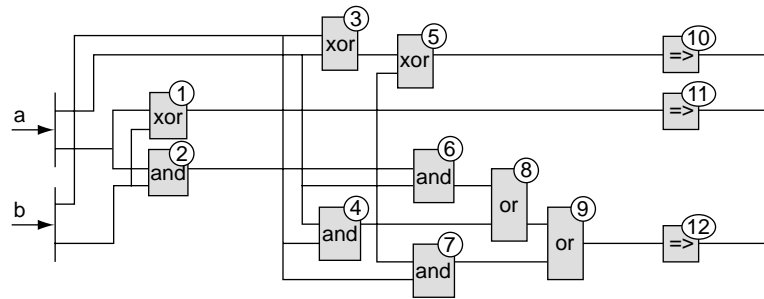 3
xor
5
xor
10
=>
a
1
xor
11
=>
2
and
6
and
8
or
b
4
and
9
or
7
and
12
=>